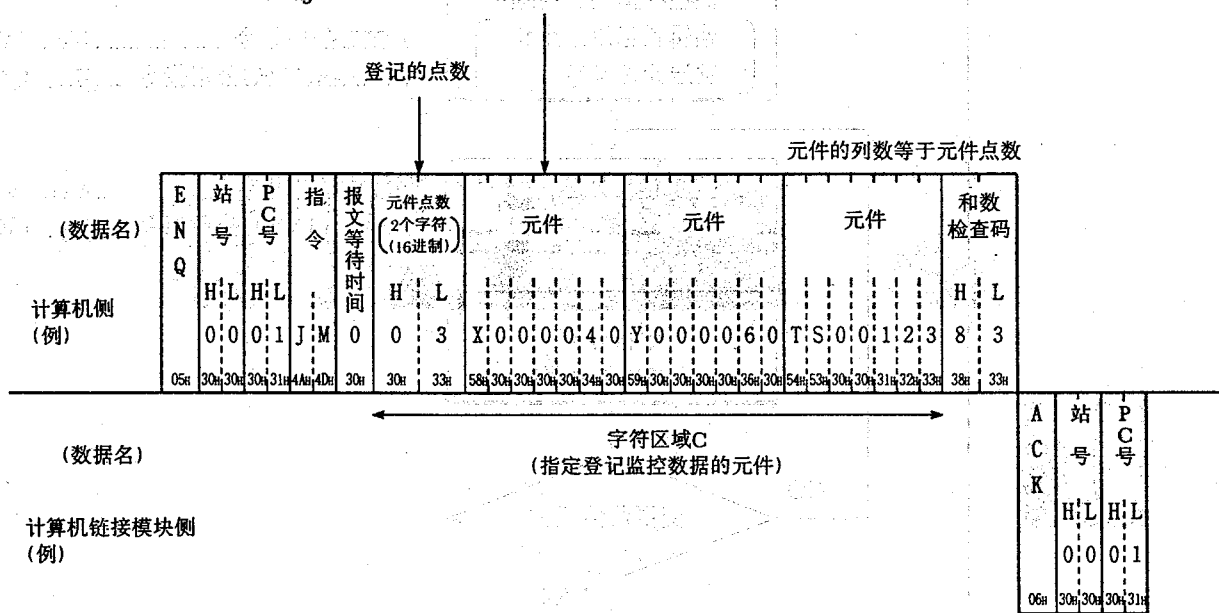 登记的点数
元件的列数等于元件点数
(数据名) ENQ 站号 PC号 指令 报文等待时间 元件点数 (2个字符(16进制)) 元件 元件 元件 和数检查码
H L H L H L H L
计算机侧
(例) 0 0 0 1 J M 0 0 3 X 0 0 0 0 4 0 Y 0 0 0 0 6 0 T S 0 0 1 2 3 8 3
05H 30H 30H 30H 31H 4AH 4DH 30H 30H 33H 58H 30H 30H 30H 30H 34H 30H 59H 30H 30H 30H 30H 36H 30H 54H 53H 30H 30H 31H 32H 33H 38H 33H
字符区域C
(指定登记监控数据的元件)
(数据名) ACK 站号 PC号
H L H L
计算机链接模块侧
(例) 0 0 0 1
06H 30H 30H 30H 31H